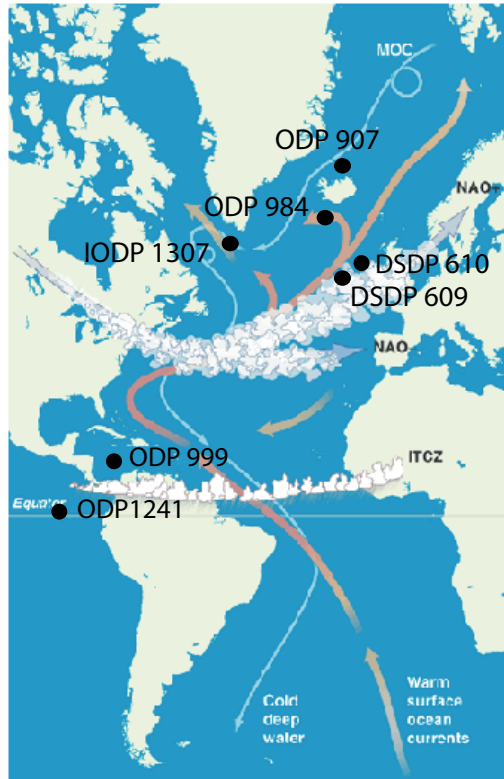 MOC
ODP 907
NAO+
ODP 984
IODP 1307
DSDP 610
DSDP 609
NAO-
ODP 999
ITCZ
Equator
ODP1241
Cold
deep
water
Warm
surface
ocean
currents